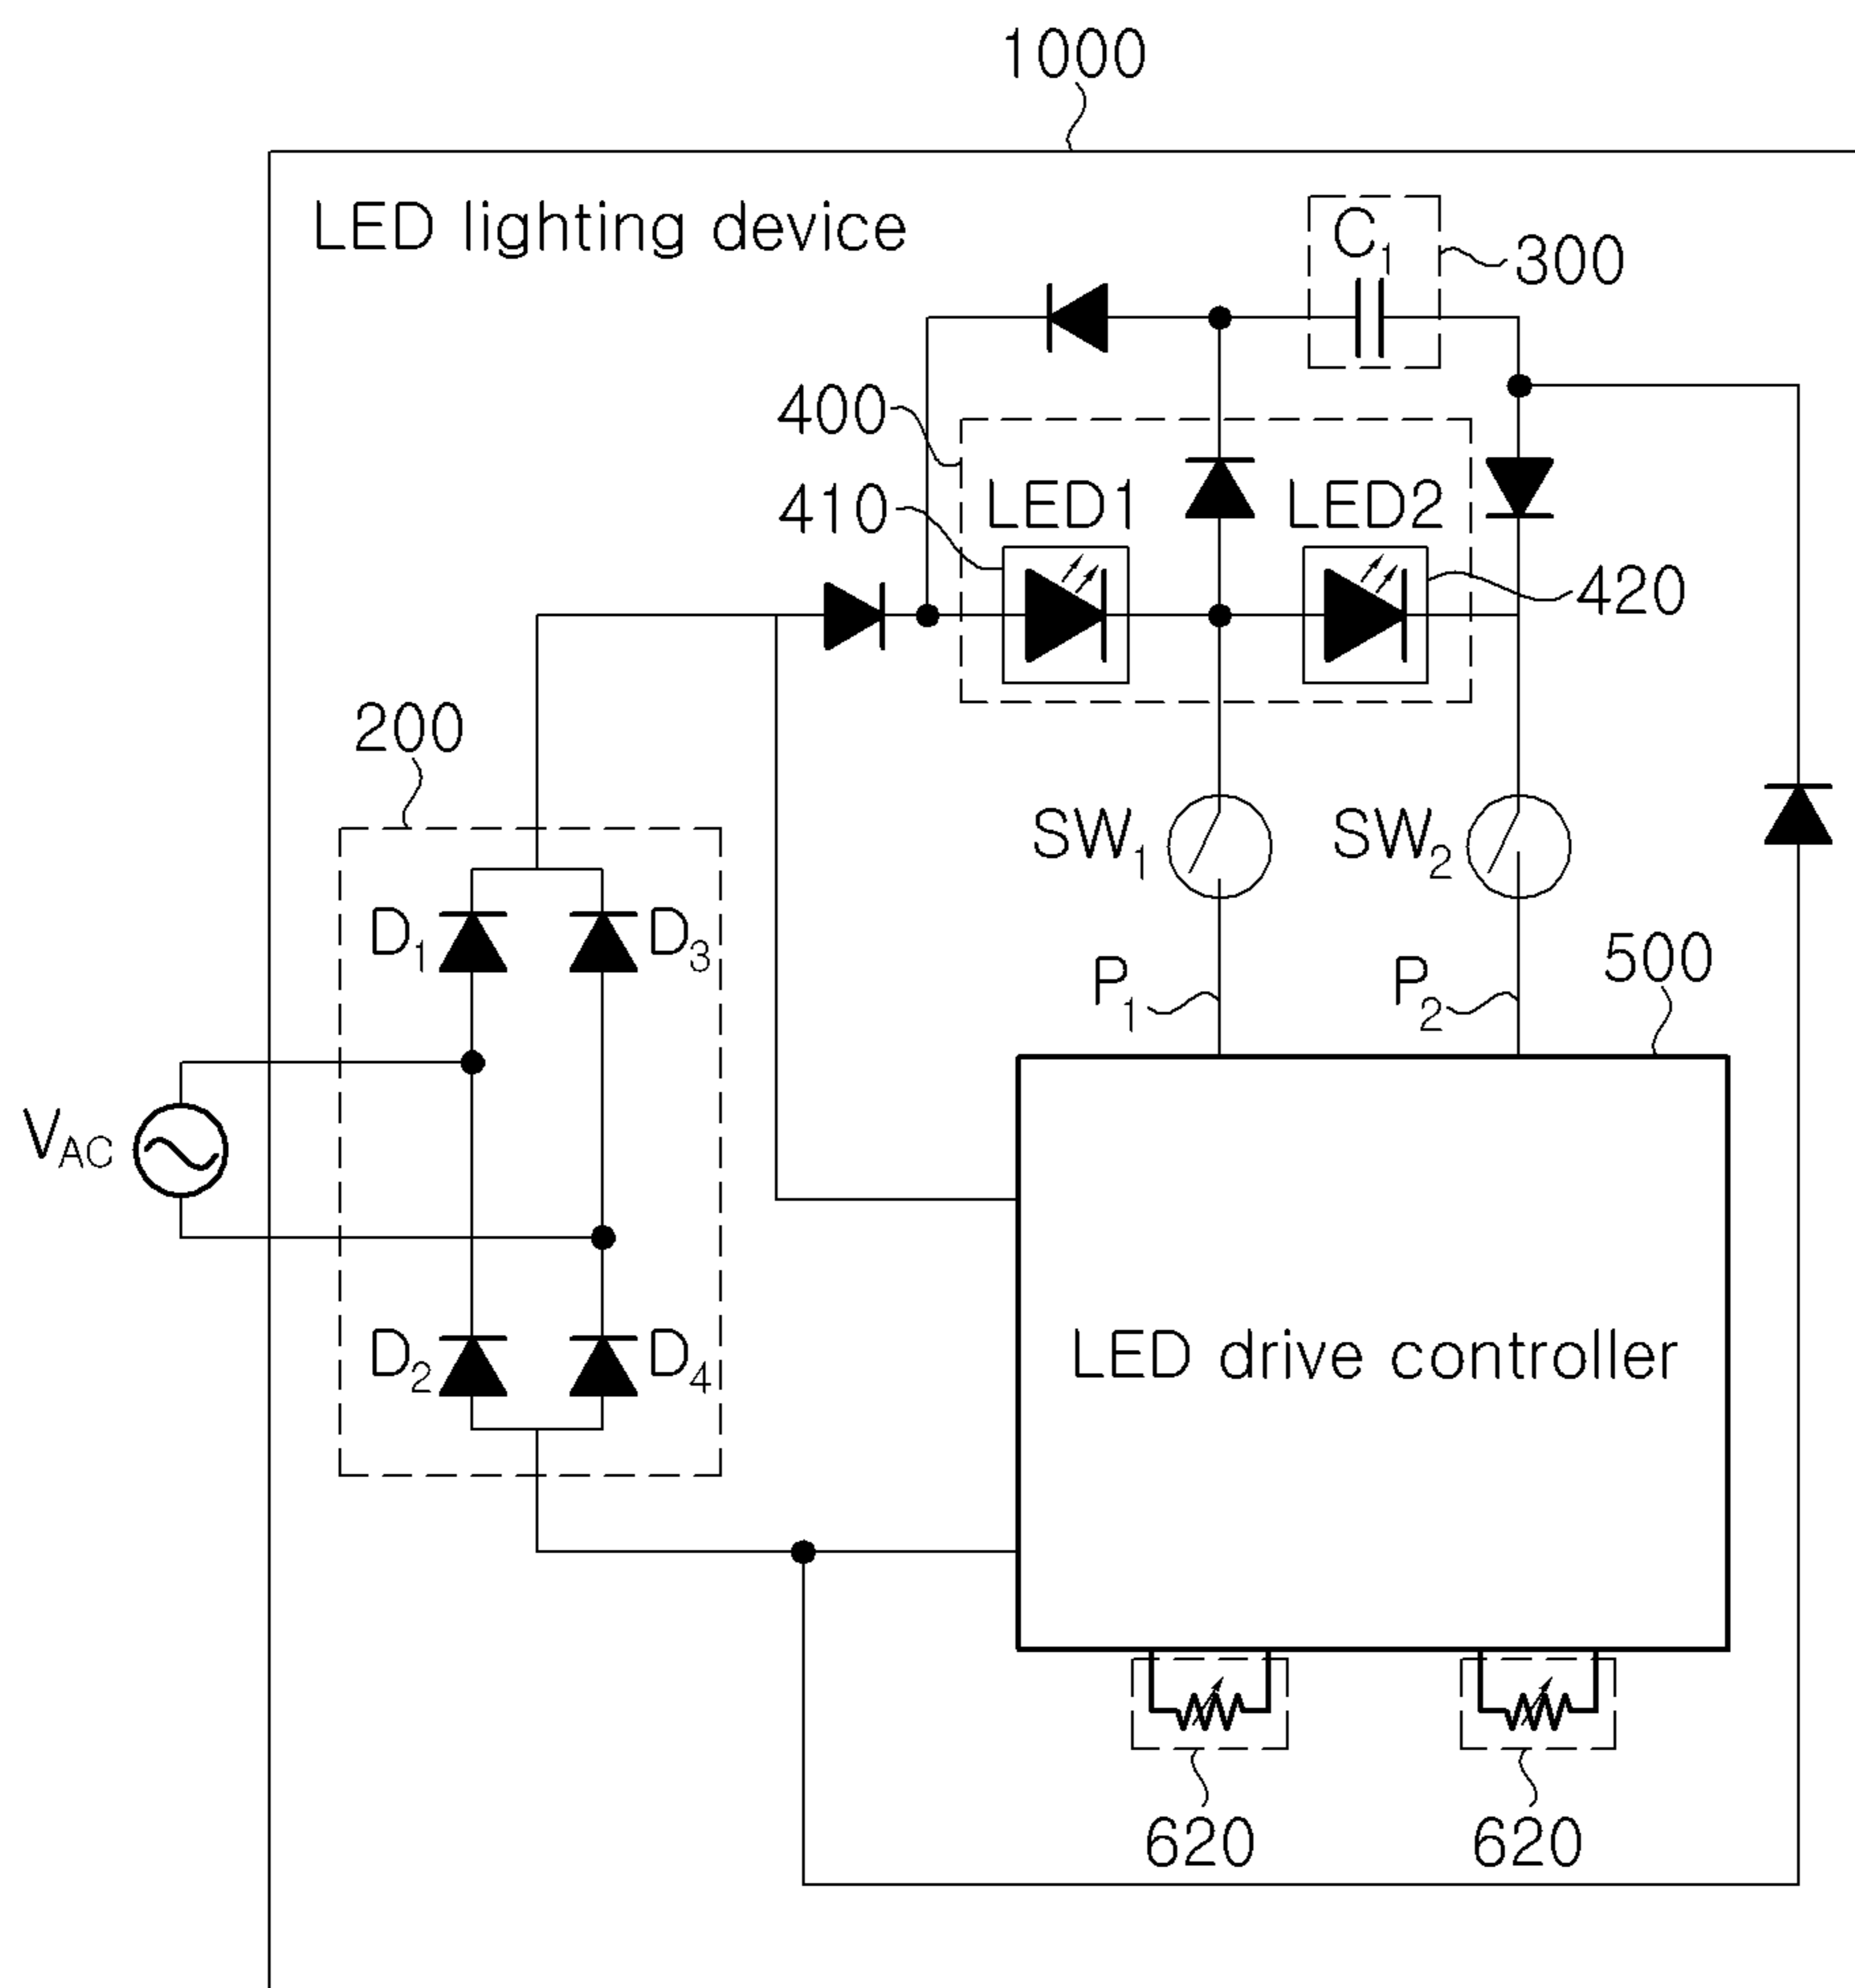 1000
LED lighting device
C₁
300
400
410
LED1
LED2
420
200
SW₁
SW₂
D₁
D₃
P₁
P₂
500
V_AC
D₂
D₄
LED drive controller
620
620